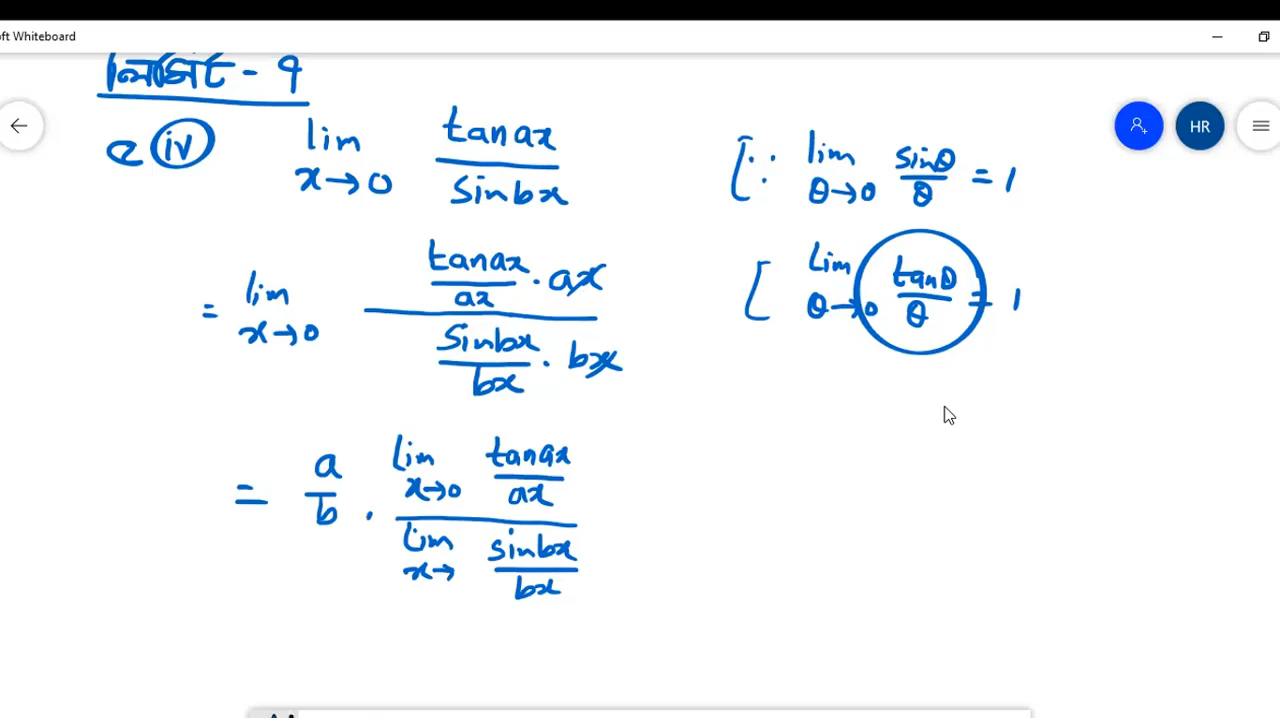 oft Whiteboard
HR
লিমিট - 9
২ (iv) lim x→0 tanax / sinbx
[∵ lim θ→0 sinθ/θ = 1
= lim x→0 (tanax/ax · ax) / (sinbx/bx · bx)
[ lim θ→0 tanθ/θ = 1
= a/b · (lim x→0 tanax/ax) / (lim x→ sinbx/bx)